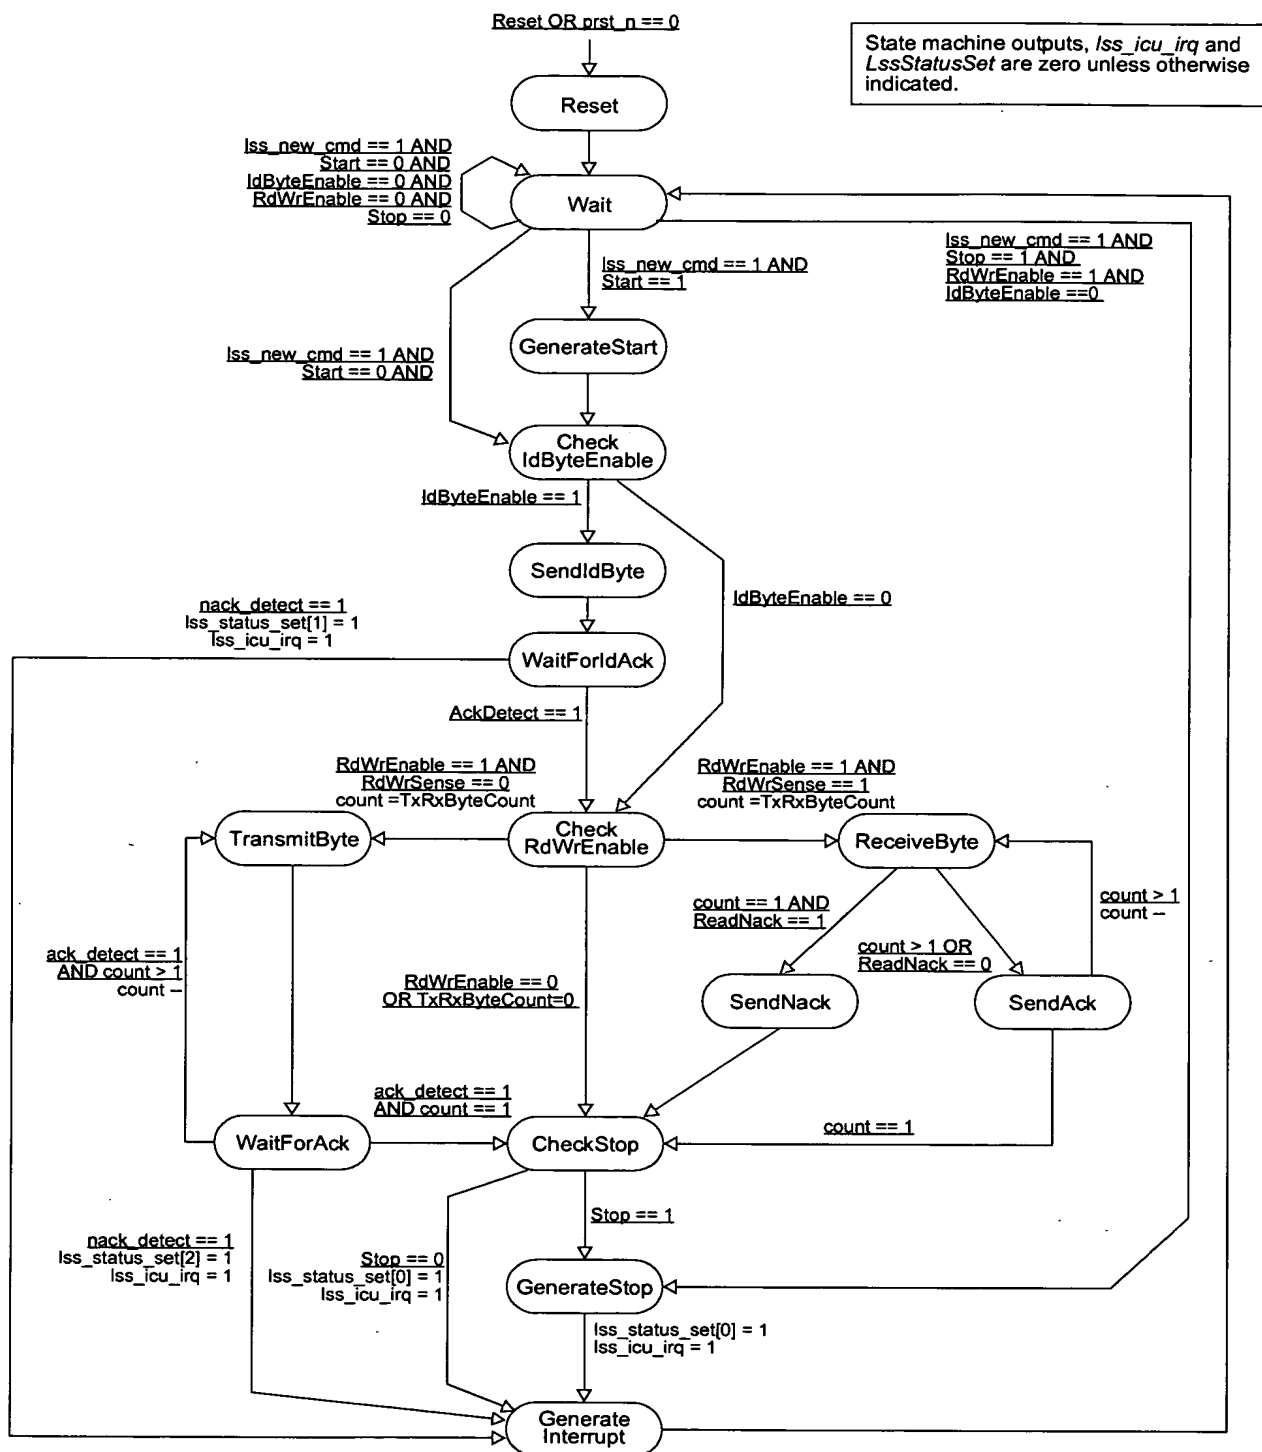 Reset OR prst_n == 0
State machine outputs, lss_icu_irq and
LssStatusSet are zero unless otherwise
indicated.
Reset
lss_new_cmd == 1 AND
Start == 0 AND
IdByteEnable == 0 AND
RdWrEnable == 0 AND
Stop == 0
Wait
lss_new_cmd == 1 AND
Start == 1
lss_new_cmd == 1 AND
Stop == 1 AND
RdWrEnable == 1 AND
IdByteEnable ==0
GenerateStart
lss_new_cmd == 1 AND
Start == 0 AND
Check
IdByteEnable
IdByteEnable == 1
SendIdByte
IdByteEnable == 0
nack_detect == 1
lss_status_set[1] = 1
lss_icu_irq = 1
WaitForIdAck
AckDetect == 1
RdWrEnable == 1 AND
RdWrSense == 0
count =TxRxByteCount
RdWrEnable == 1 AND
RdWrSense == 1
count =TxRxByteCount
TransmitByte
Check
RdWrEnable
ReceiveByte
count == 1 AND
ReadNack == 1
count > 1
count –
ack_detect == 1
AND count > 1
count –
count > 1 OR
ReadNack == 0
RdWrEnable == 0
OR TxRxByteCount=0
SendNack
SendAck
ack_detect == 1
AND count == 1
WaitForAck
CheckStop
count == 1
Stop == 1
nack_detect == 1
lss_status_set[2] = 1
lss_icu_irq = 1
Stop == 0
lss_status_set[0] = 1
lss_icu_irq = 1
GenerateStop
lss_status_set[0] = 1
lss_icu_irq = 1
Generate
Interrupt